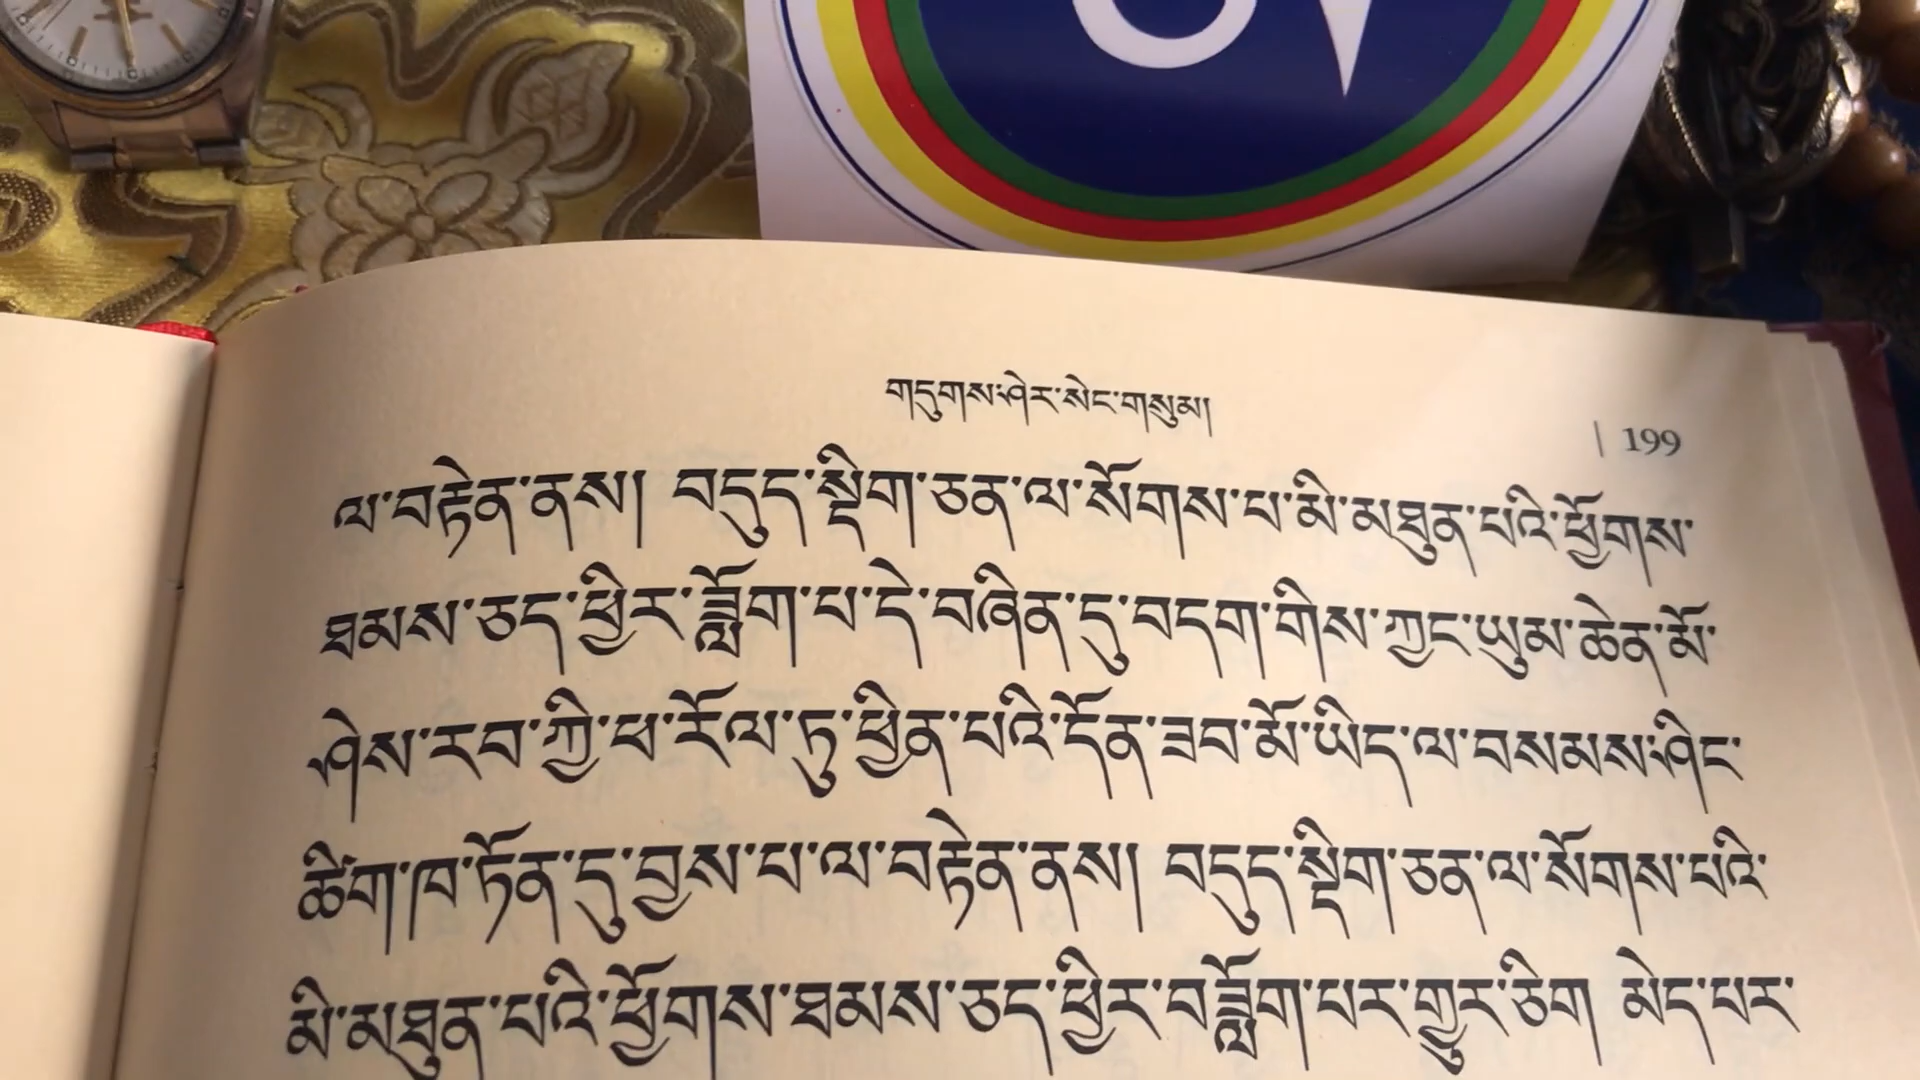 གདུགས་ཤེར་སེང་གསུམ།
| 199
ལ་བརྟེན་ནས། བདུད་སྡིག་ཅན་ལ་སོགས་པ་མི་མཐུན་པའི་ཕྱོགས་
ཐམས་ཅད་ཕྱིར་ཟློག་པ་དེ་བཞིན་དུ་བདག་གིས་ཀྱང་ཡུམ་ཆེན་མོ་
ཤེས་རབ་ཀྱི་ཕ་རོལ་ཏུ་ཕྱིན་པའི་དོན་ཟབ་མོ་ཡིད་ལ་བསམས་ཤིང་
ཚིག་ཁ་ཏོན་དུ་བྱས་པ་ལ་བརྟེན་ནས། བདུད་སྡིག་ཅན་ལ་སོགས་པའི་
མི་མཐུན་པའི་ཕྱོགས་ཐམས་ཅད་ཕྱིར་བཟློག་པར་གྱུར་ཅིག མེད་པར་